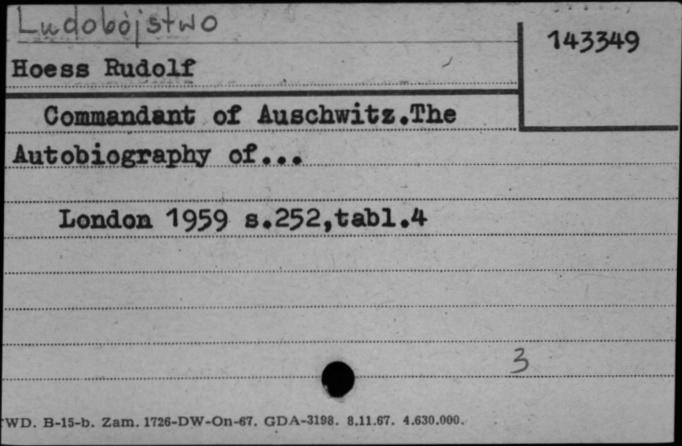 Ludobójstwo
143349
Hoess Rudolf
Commandant of Auschwitz.The
Autobiography of...
London 1959 s.252,tabl.4
3
WD. B-15-b. Zam. 1726-DW-On-67. GDA-3198. 8.11.67. 4.630.000.